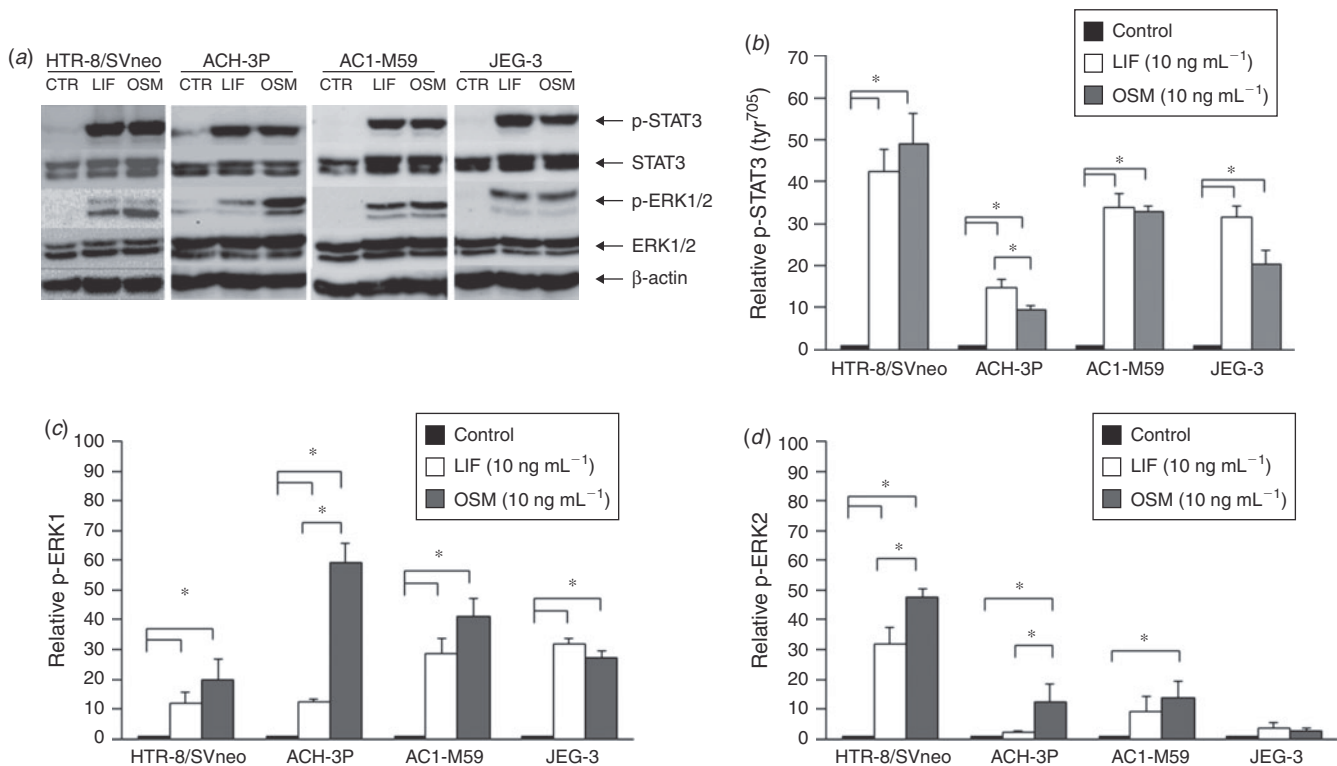 (a)
HTR-8/SVneo ACH-3P AC1-M59 JEG-3
CTR LIF OSM CTR LIF OSM CTR LIF OSM CTR LIF OSM
p-STAT3
STAT3
p-ERK1/2
ERK1/2
β-actin
(b)
Control
LIF (10 ng mL⁻¹)
OSM (10 ng mL⁻¹)
Relative p-STAT3 (tyr⁷⁰⁵)
70
60
50
40
30
20
10
0
* * * * *
HTR-8/SVneo ACH-3P AC1-M59 JEG-3
(c)
Control
LIF (10 ng mL⁻¹)
OSM (10 ng mL⁻¹)
Relative p-ERK1
100
90
80
70
60
50
40
30
20
10
0
* * * * *
HTR-8/SVneo ACH-3P AC1-M59 JEG-3
(d)
Control
LIF (10 ng mL⁻¹)
OSM (10 ng mL⁻¹)
Relative p-ERK2
100
90
80
70
60
50
40
30
20
10
0
* * * * *
HTR-8/SVneo ACH-3P AC1-M59 JEG-3